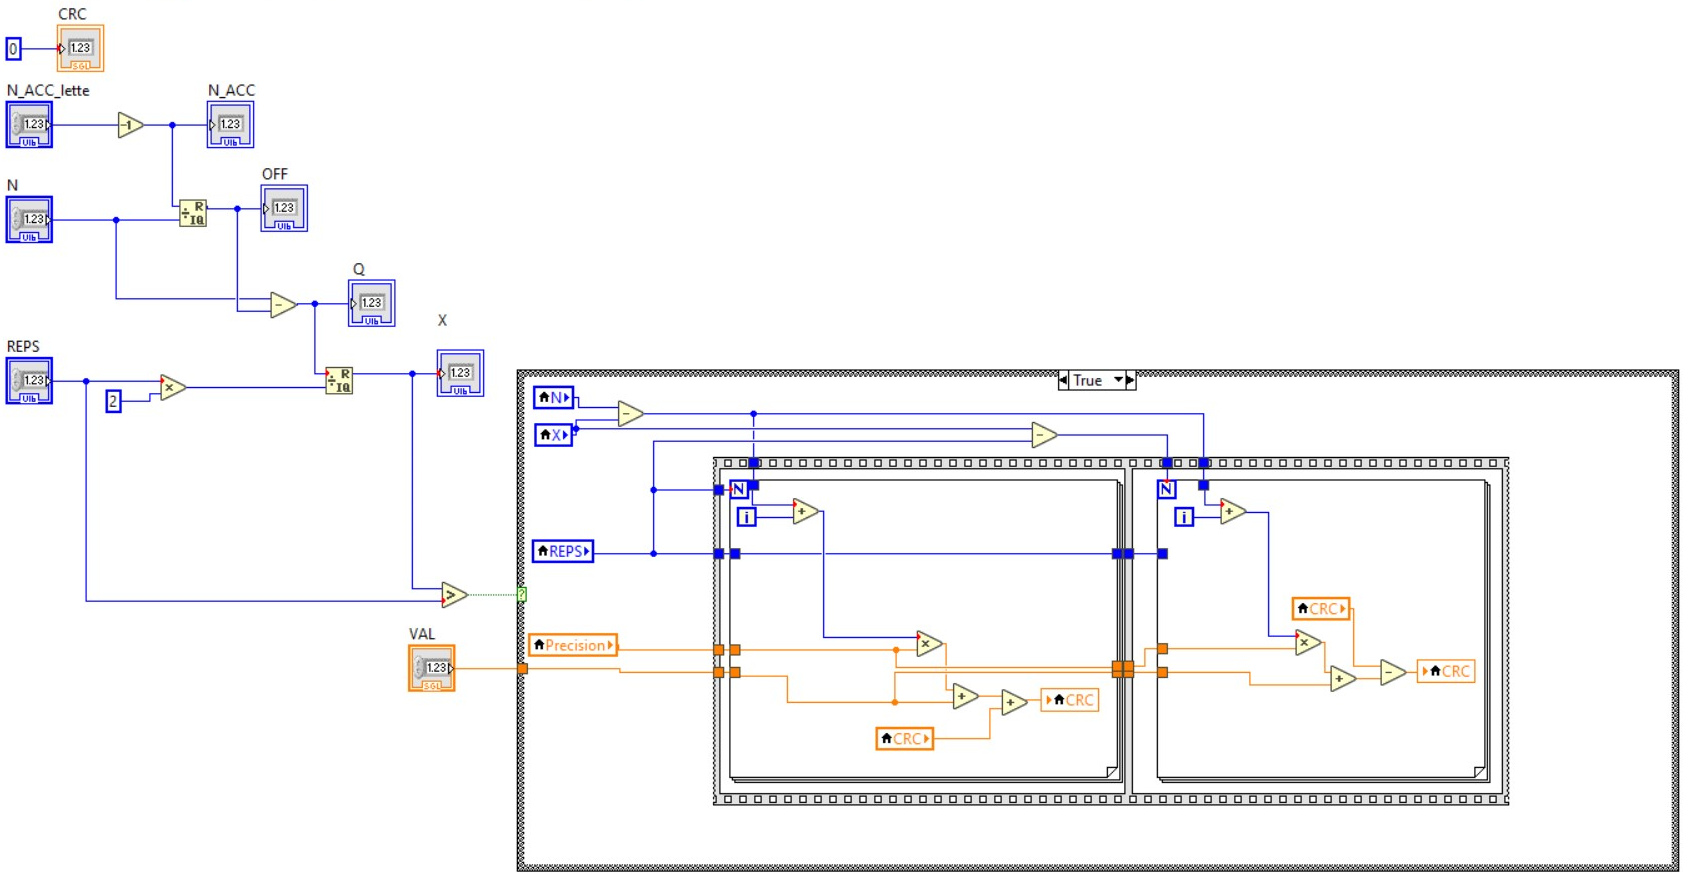 CRC
0
1.23
SGL
N_ACC_lette
N_ACC
1.23
-1
1.23
U16
U16
OFF
N
1.23
R
IQ
1.23
U16
U16
Q
-
1.23
U16
X
REPS
1.23
×
2
R
IQ
1.23
U16
U16
True
N
-
X
-
N
N
i
+
i
+
REPS
>
?
CRC
VAL
Precision
×
×
1.23
SGL
+
+
CRC
+
-
CRC
CRC